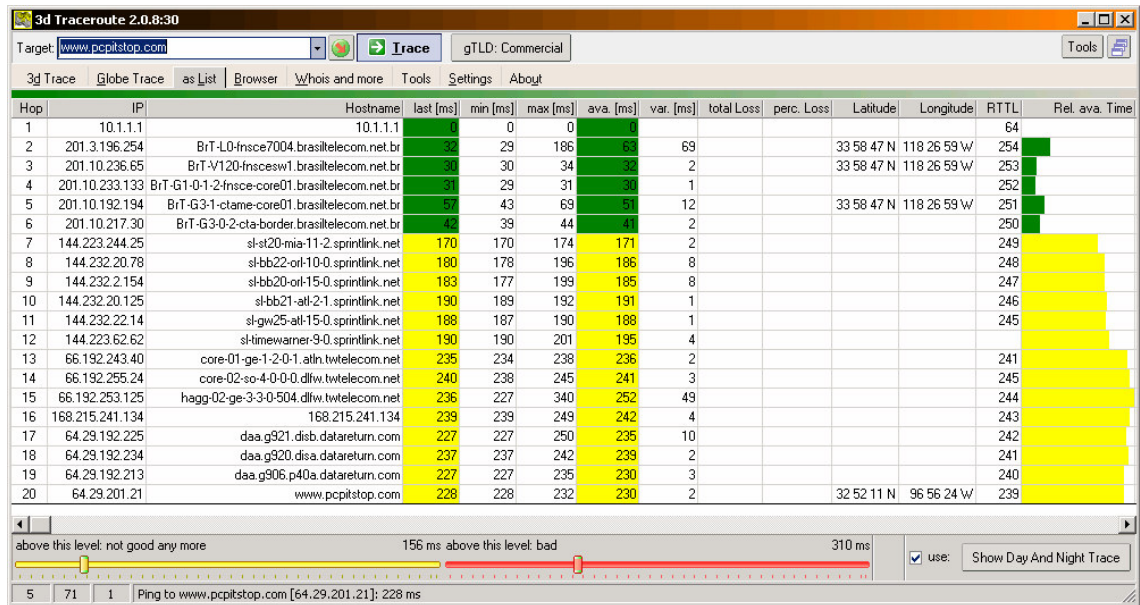 3d Traceroute 2.0.8:30
Target: www.pcpitstop.com Trace gTLD: Commercial Tools
3d Trace Globe Trace as List Browser Whois and more Tools Settings About
Hop IP Hostname last [ms] min [ms] max [ms] ava. [ms] var. [ms] total Loss perc. Loss Latitude Longitude RTTL Rel. ava. Time
1 10.1.1.1 10.1.1.1 0 0 0 0 64
2 201.3.196.254 BrT-L0-fnsce7004.brasiltelecom.net.br 32 29 186 63 69 33 58 47 N 118 26 59 W 254
3 201.10.236.65 BrT-V120-fnscesw1.brasiltelecom.net.br 30 30 34 32 2 33 58 47 N 118 26 59 W 253
4 201.10.233.133 BrT-G1-0-1-2-fnsce-core01.brasiltelecom.net.br 31 29 31 30 1 252
5 201.10.192.194 BrT-G3-1-ctame-core01.brasiltelecom.net.br 57 43 69 51 12 33 58 47 N 118 26 59 W 251
6 201.10.217.30 BrT-G3-0-2-cta-border.brasiltelecom.net.br 42 39 44 41 2 250
7 144.223.244.25 sl-st20-mia-11-2.sprintlink.net 170 170 174 171 2 249
8 144.232.20.78 sl-bb22-orl-10-0.sprintlink.net 180 178 196 186 8 248
9 144.232.2.154 sl-bb20-orl-15-0.sprintlink.net 183 177 199 185 8 247
10 144.232.20.125 sl-bb21-atl-2-1.sprintlink.net 190 189 192 191 1 246
11 144.232.22.14 sl-gw25-atl-15-0.sprintlink.net 188 187 190 188 1 245
12 144.223.62.62 sl-timewarner-9-0.sprintlink.net 190 190 201 195 4
13 66.192.243.40 core-01-ge-1-2-0-1.atln.twtelecom.net 235 234 238 236 2 241
14 66.192.255.24 core-02-so-4-0-0-0.dlfw.twtelecom.net 240 238 245 241 3 245
15 66.192.253.125 hagg-02-ge-3-3-0-504.dlfw.twtelecom.net 236 227 340 252 49 244
16 168.215.241.134 168.215.241.134 239 239 249 242 4 243
17 64.29.192.225 daa.g921.disb.datareturn.com 227 227 250 235 10 242
18 64.29.192.234 daa.g920.disa.datareturn.com 237 237 242 239 2 241
19 64.29.192.213 daa.g906.p40a.datareturn.com 227 227 235 230 3 240
20 64.29.201.21 www.pcpitstop.com 228 228 232 230 2 32 52 11 N 96 56 24 W 239
above this level: not good any more 156 ms above this level: bad 310 ms
use: Show Day And Night Trace
5 71 1 Ping to www.pcpitstop.com [64.29.201.21]: 228 ms